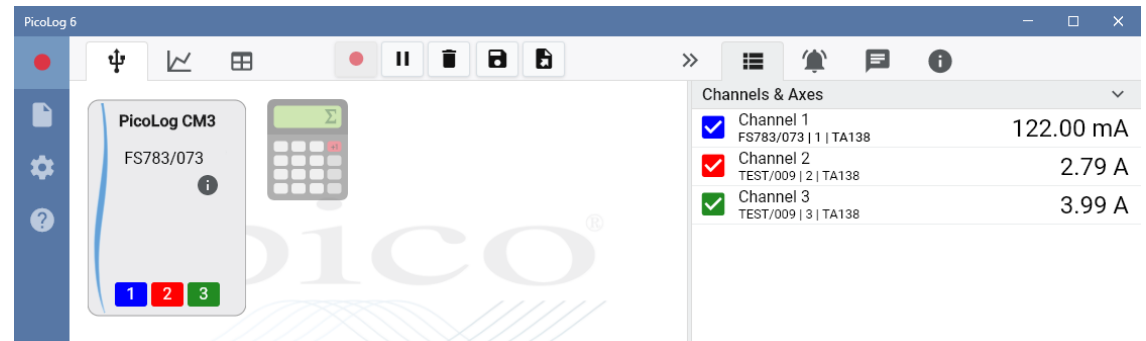 PicoLog 6
PicoLog CM3
FS783/073
1 2 3
Σ
+1
pico
®
Channels & Axes
Channel 1
FS783/073 | 1 | TA138
122.00 mA
Channel 2
TEST/009 | 2 | TA138
2.79 A
Channel 3
TEST/009 | 3 | TA138
3.99 A